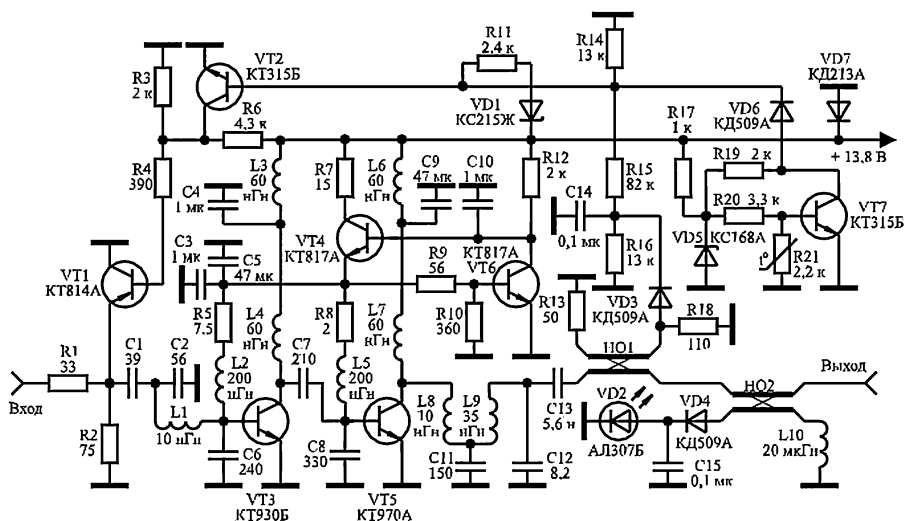 R11
2,4 к
R14
13 к
VT2
КТ315Б
R3
2 к
VD7
КД213А
R6
4,3 к
VD1
КС215Ж
R17
1 к
VD6
КД509А
+ 13,8 В
R4
390
L3
60
нГн
R7
15
L6
60
нГн
C9
47 мк
C10
1 мк
R12
2 к
R15
82 к
R19 2 к
C4
1 мк
C14
0,1 мк
R20 3,3 к
VT7
КТ315Б
VT4
КТ817А
КТ817А
VT6
VD5 КС168А
C3
1 мк
C5
47 мк
VT1
КТ814А
R9
56
R16
13 к
t°
R21
2,2 к
R5
7,5
L4
60
нГн
R8
2
L7
60
нГн
R10
360
R13
50
VD3
КД509А
R18
110
R1
33
C1
39
C2
56
L2
200
нГн
C7
210
L5
200
нГн
НО1
Выход
Вход
L1
10 нГн
L8
10
нГн
L9
35
нГн
C13
5,6 н
VD2
АЛ307Б
VD4
КД509А
НО2
R2
75
C6
240
C8
330
C11
150
C12
8,2
C15
0,1 мк
L10
20 мкГн
VT3
КТ930Б
VT5
КТ970А